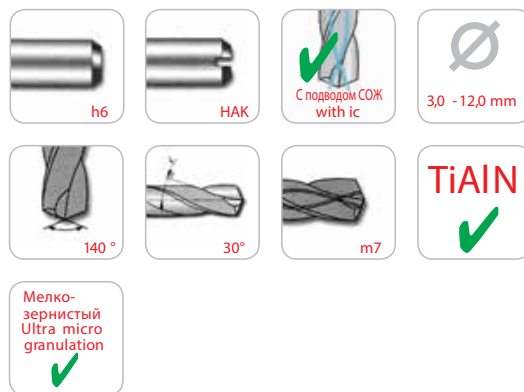 h6
HAK
С подводом СОЖ
with ic
3,0 - 12,0 mm
140 °
30°
m7
TiAlN
Мелко-
зернистый
Ultra micro
granulation